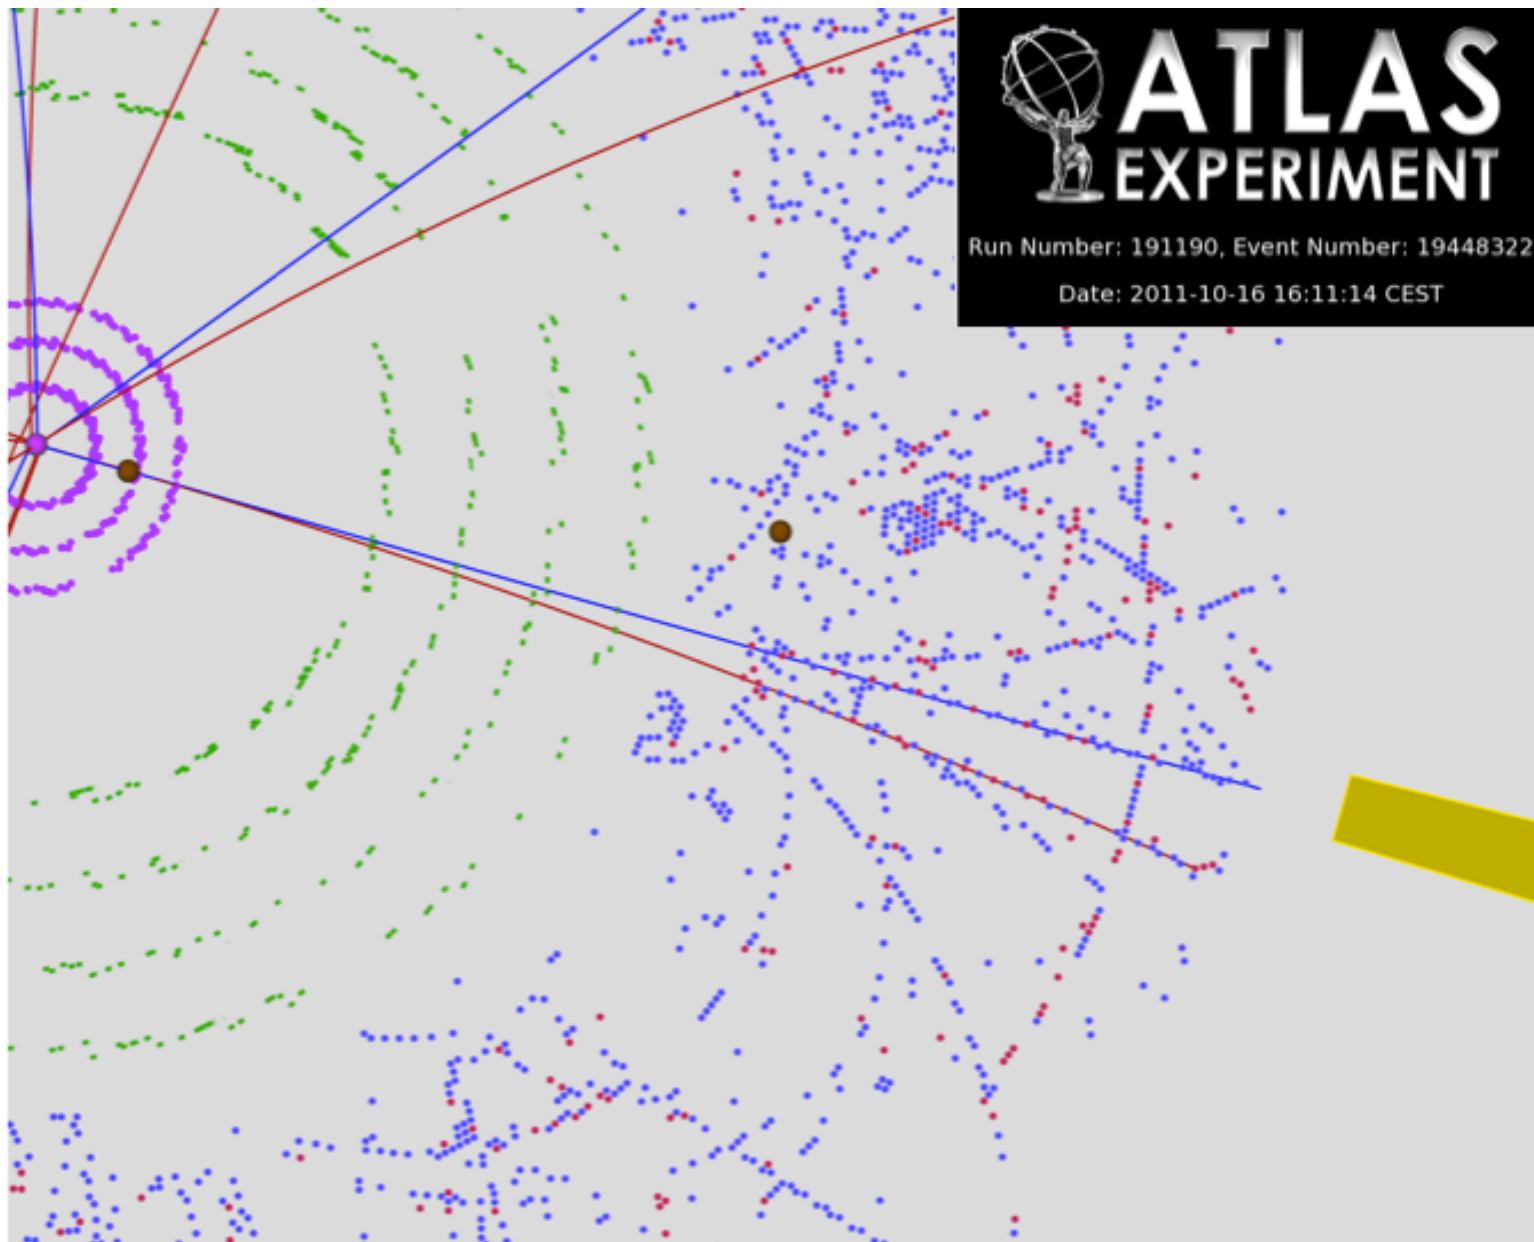 ATLAS
EXPERIMENT
Run Number: 191190, Event Number: 19448322
Date: 2011-10-16 16:11:14 CEST